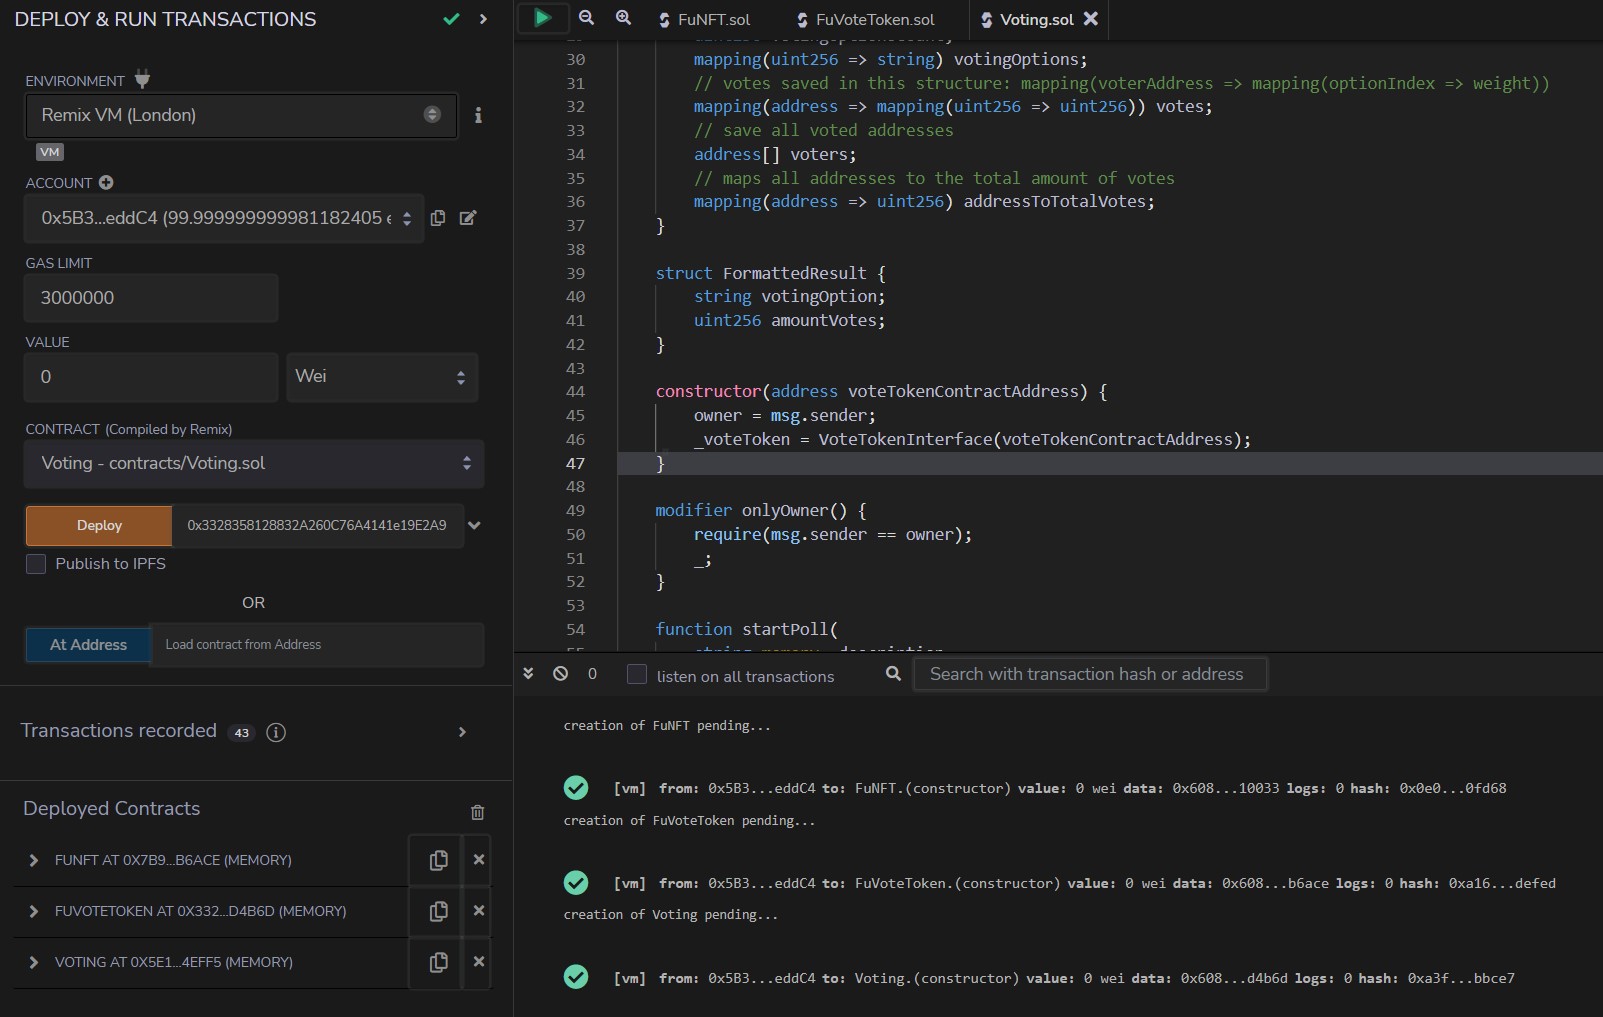 DEPLOY & RUN TRANSACTIONS
ENVIRONMENT
Remix VM (London)
VM
ACCOUNT
0x5B3...eddC4 (99.999999999981182405 e
GAS LIMIT
3000000
VALUE
0
Wei
CONTRACT (Compiled by Remix)
Voting - contracts/Voting.sol
Deploy
0x3328358128832A260C76A4141e19E2A9
Publish to IPFS
OR
At Address
Load contract from Address
Transactions recorded 43
Deployed Contracts
FUNFT AT 0X7B9...B6ACE (MEMORY)
FUVOTETOKEN AT 0X332...D4B6D (MEMORY)
VOTING AT 0X5E1...4EFF5 (MEMORY)
FuNFT.sol
FuVoteToken.sol
Voting.sol
30 mapping(uint256 => string) votingOptions;
31 // votes saved in this structure: mapping(voterAddress => mapping(optionIndex => weight))
32 mapping(address => mapping(uint256 => uint256)) votes;
33 // save all voted addresses
34 address[] voters;
35 // maps all addresses to the total amount of votes
36 mapping(address => uint256) addressToTotalVotes;
37 }
38
39 struct FormattedResult {
40 string votingOption;
41 uint256 amountVotes;
42 }
43
44 constructor(address voteTokenContractAddress) {
45 owner = msg.sender;
46 _voteToken = VoteTokenInterface(voteTokenContractAddress);
47 }
48
49 modifier onlyOwner() {
50 require(msg.sender == owner);
51 _;
52 }
53
54 function startPoll(
0
listen on all transactions
Search with transaction hash or address
creation of FuNFT pending...
[vm] from: 0x5B3...eddC4 to: FuNFT.(constructor) value: 0 wei data: 0x608...10033 logs: 0 hash: 0x0e0...0fd68
creation of FuVoteToken pending...
[vm] from: 0x5B3...eddC4 to: FuVoteToken.(constructor) value: 0 wei data: 0x608...b6ace logs: 0 hash: 0xa16...defed
creation of Voting pending...
[vm] from: 0x5B3...eddC4 to: Voting.(constructor) value: 0 wei data: 0x608...d4b6d logs: 0 hash: 0xa3f...bbce7